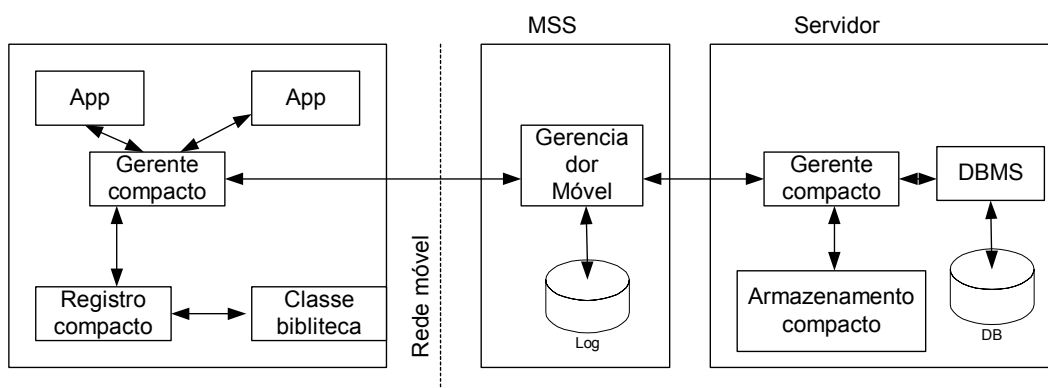 MSS
Servidor
App
App
Gerente
compacto
Gerencia
dor
Móvel
Gerente
compacto
DBMS
Registro
compacto
Classe
bibliteca
Rede móvel
Log
Armazenamento
compacto
DB